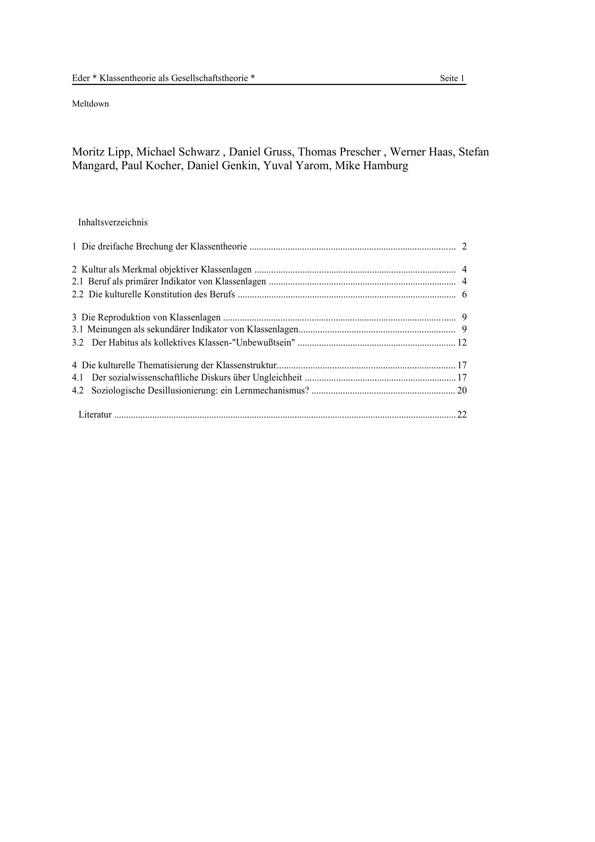 Eder * Klassentheorie als Gesellschaftstheorie * Seite 1
Meltdown
Moritz Lipp, Michael Schwarz , Daniel Gruss, Thomas Prescher , Werner Haas, Stefan
Mangard, Paul Kocher, Daniel Genkin, Yuval Yarom, Mike Hamburg
Inhaltsverzeichnis
1 Die dreifache Brechung der Klassentheorie ........................................................................................ 2
2 Kultur als Merkmal objektiver Klassenlagen ..................................................................................... 4
2.1 Beruf als primärer Indikator von Klassenlagen ............................................................................... 4
2.2 Die kulturelle Konstitution des Berufs ............................................................................................ 6
3 Die Reproduktion von Klassenlagen .................................................................................................. 9
3.1 Meinungen als sekundärer Indikator von Klassenlagen.................................................................. 9
3.2 Der Habitus als kollektives Klassen-"Unbewußtsein" .................................................................. 12
4 Die kulturelle Thematisierung der Klassenstruktur........................................................................... 17
4.1 Der sozialwissenschaftliche Diskurs über Ungleichheit ............................................................... 17
4.2 Soziologische Desillusionierung: ein Lernmechanismus? ............................................................ 20
Literatur ............................................................................................................................................... 22